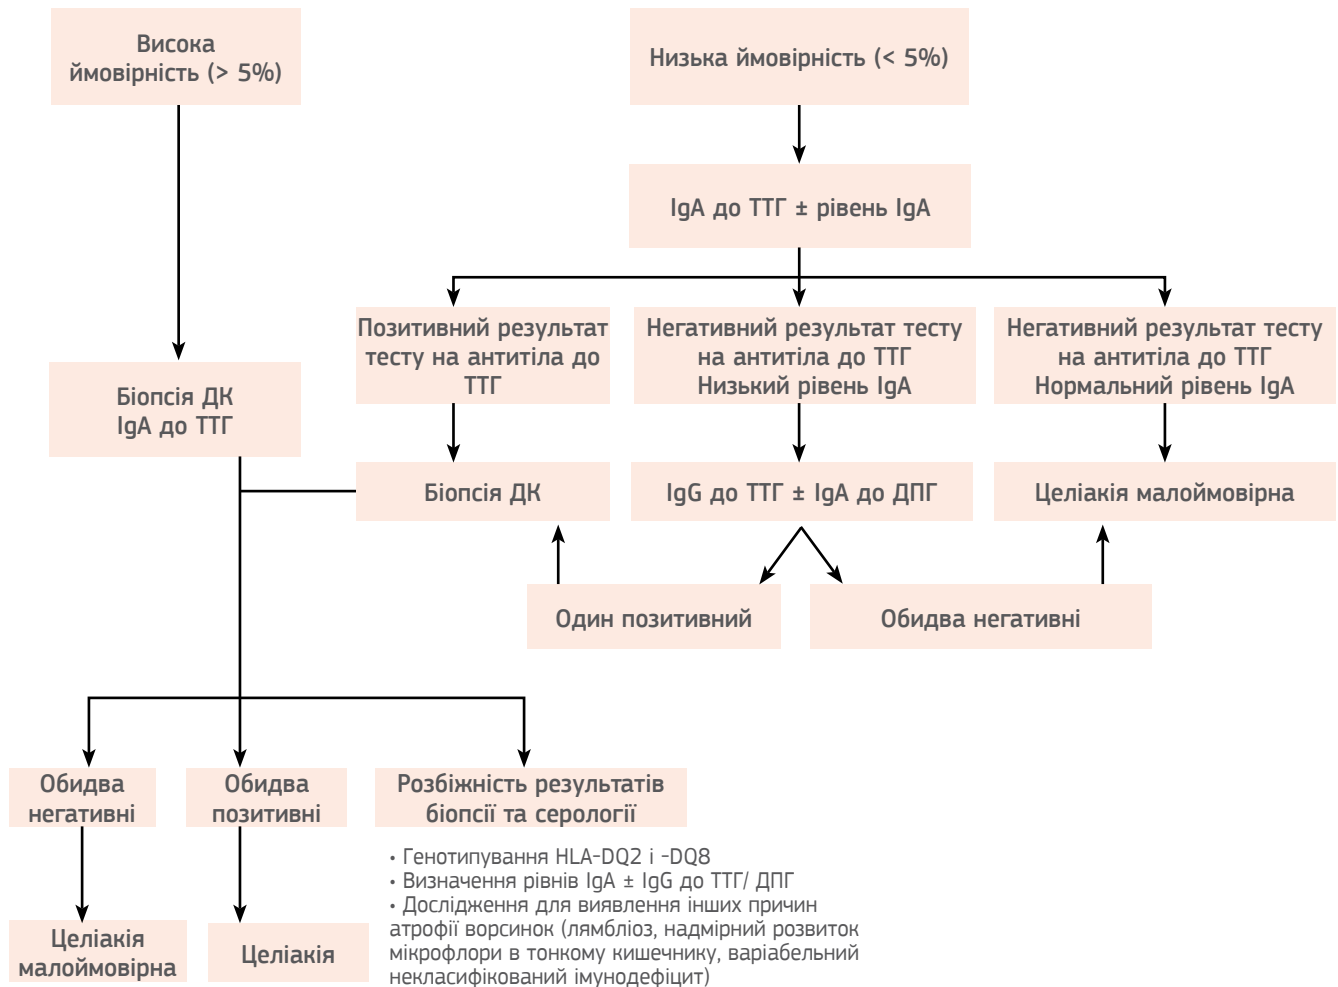 Висока
ймовірність (> 5%)
Низька ймовірність (< 5%)
IgA до ТТГ ± рівень IgA
Позитивний результат
тесту на антитіла до
ТТГ
Негативний результат тесту
на антитіла до ТТГ
Низький рівень IgA
Негативний результат тесту
на антитіла до ТТГ
Нормальний рівень IgA
Біопсія ДК
IgA до ТТГ
Біопсія ДК
IgG до ТТГ ± IgA до ДПГ
Целіакія малоймовірна
Один позитивний
Обидва негативні
Обидва
негативні
Обидва
позитивні
Розбіжність результатів
біопсії та серології
• Генотипування HLA-DQ2 і -DQ8
• Визначення рівнів IgA ± IgG до ТТГ/ ДПГ
• Дослідження для виявлення інших причин
атрофії ворсинок (лямбліоз, надмірний розвиток
мікрофлори в тонкому кишечнику, варіабельний
некласифікований імунодефіцит)
Целіакія
малоймовірна
Целіакія